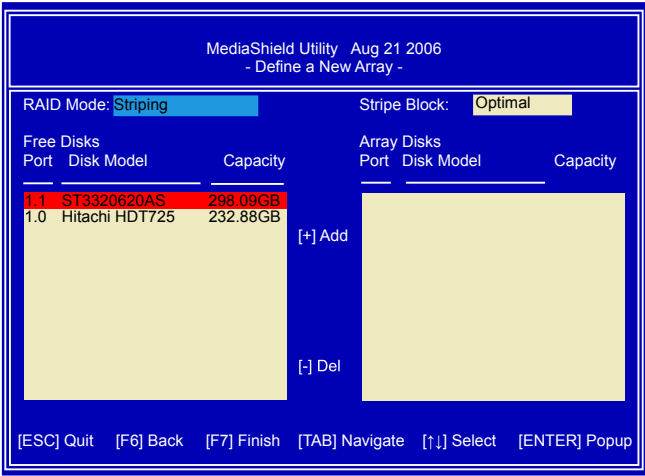 MediaShield Utility Aug 21 2006
- Define a New Array -
RAID Mode: Striping Stripe Block: Optimal
Free Disks Array Disks
Port Disk Model Capacity Port Disk Model Capacity
1.1 ST3320620AS 298.09GB
1.0 Hitachi HDT725 232.88GB
[+] Add
[-] Del
[ESC] Quit [F6] Back [F7] Finish [TAB] Navigate [↑↓] Select [ENTER] Popup